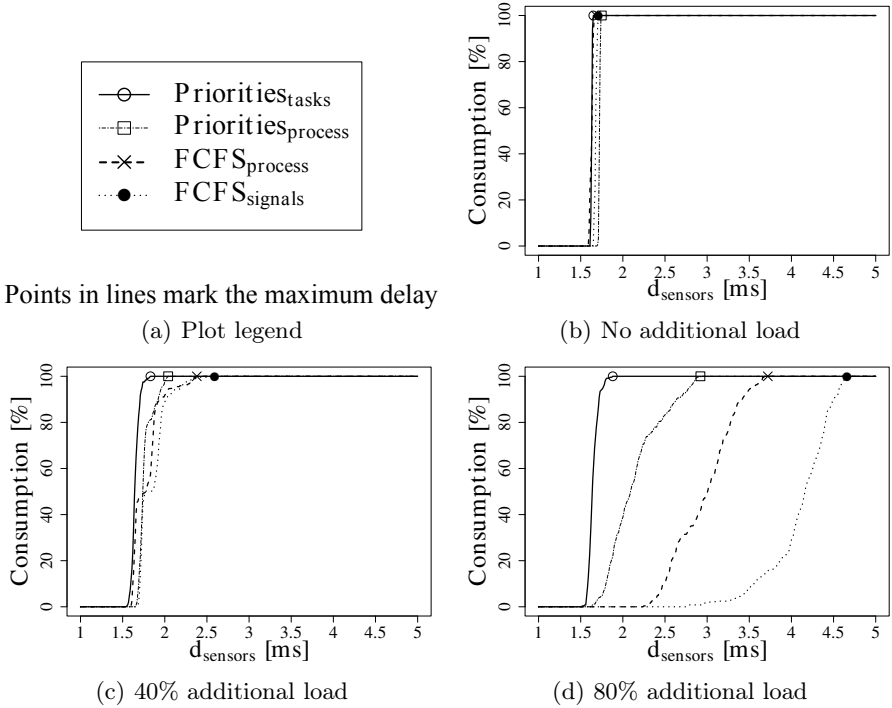 Priorities_tasks
Priorities_process
FCFS_process
FCFS_signals
Points in lines mark the maximum delay
(a) Plot legend
Consumption [%]
100
80
60
40
20
0
1 1.5 2 2.5 3 3.5 4 4.5 5
d_sensors [ms]
(b) No additional load
Consumption [%]
100
80
60
40
20
0
1 1.5 2 2.5 3 3.5 4 4.5 5
d_sensors [ms]
(c) 40% additional load
Consumption [%]
100
80
60
40
20
0
1 1.5 2 2.5 3 3.5 4 4.5 5
d_sensors [ms]
(d) 80% additional load